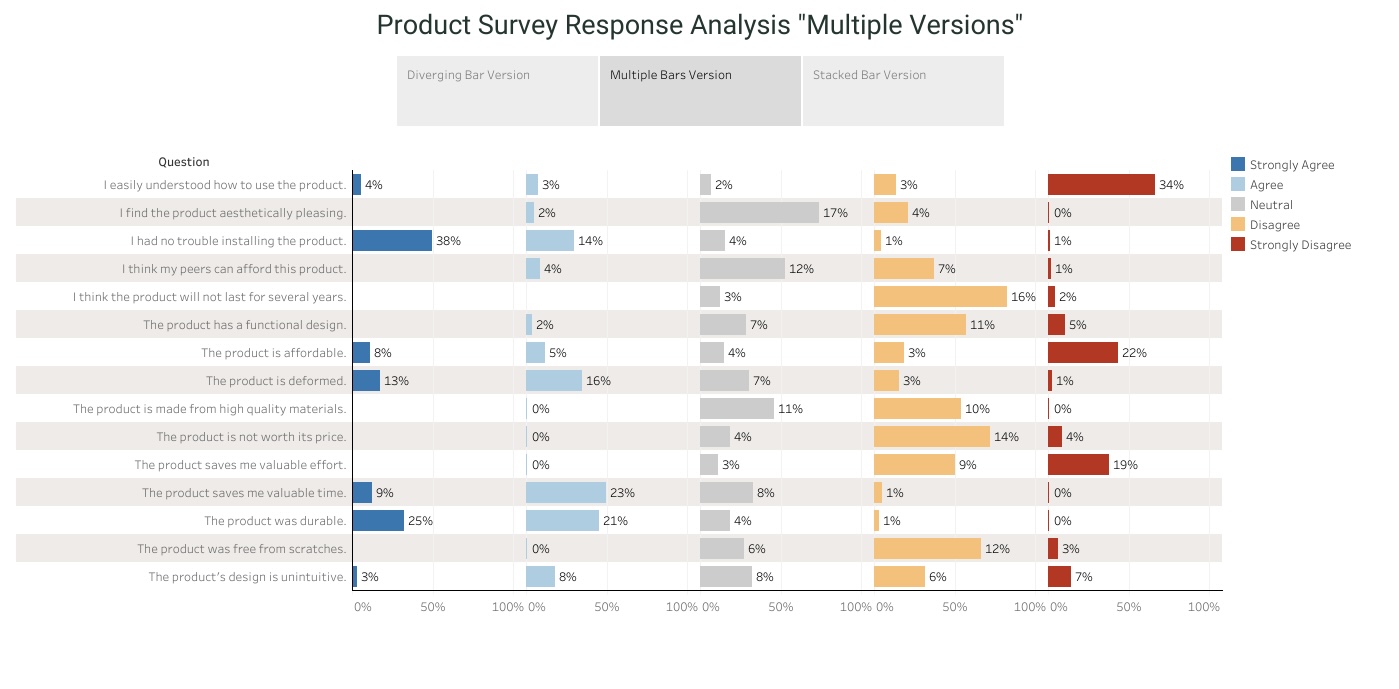 Product Survey Response Analysis "Multiple Versions"
Diverging Bar Version Multiple Bars Version Stacked Bar Version
Question
I easily understood how to use the product. 4% 3% 2% 3% 34%
I find the product aesthetically pleasing. 2% 17% 4% 0%
I had no trouble installing the product. 38% 14% 4% 1% 1%
I think my peers can afford this product. 4% 12% 7% 1%
I think the product will not last for several years. 3% 16% 2%
The product has a functional design. 2% 7% 11% 5%
The product is affordable. 8% 5% 4% 3% 22%
The product is deformed. 13% 16% 7% 3% 1%
The product is made from high quality materials. 0% 11% 10% 0%
The product is not worth its price. 0% 4% 14% 4%
The product saves me valuable effort. 0% 3% 9% 19%
The product saves me valuable time. 9% 23% 8% 1% 0%
The product was durable. 25% 21% 4% 1% 0%
The product was free from scratches. 0% 6% 12% 3%
The product's design is unintuitive. 3% 8% 8% 6% 7%
0% 50% 100% 0% 50% 100% 0% 50% 100% 0% 50% 100% 0% 50% 100%
Strongly Agree
Agree
Neutral
Disagree
Strongly Disagree